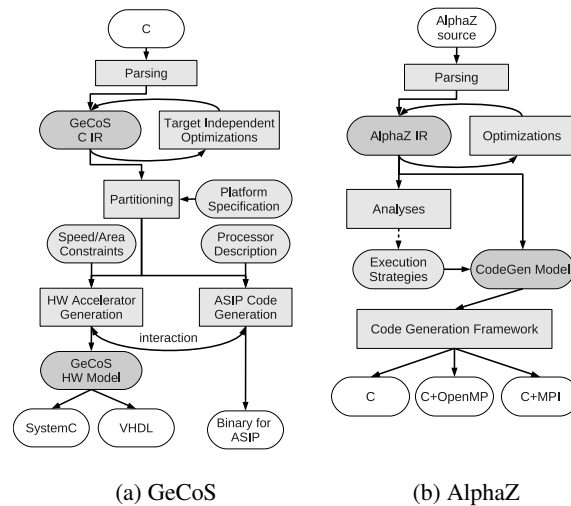 C
Parsing
GeCoS
C IR
Target Independent
Optimizations
Partitioning
Platform
Specification
Speed/Area
Constraints
Processor
Description
HW Accelerator
Generation
ASIP Code
Generation
interaction
GeCoS
HW Model
SystemC
VHDL
Binary for
ASIP
(a) GeCoS
AlphaZ
source
Parsing
AlphaZ IR
Optimizations
Analyses
Execution
Strategies
CodeGen Model
Code Generation Framework
C
C+OpenMP
C+MPI
(b) AlphaZ